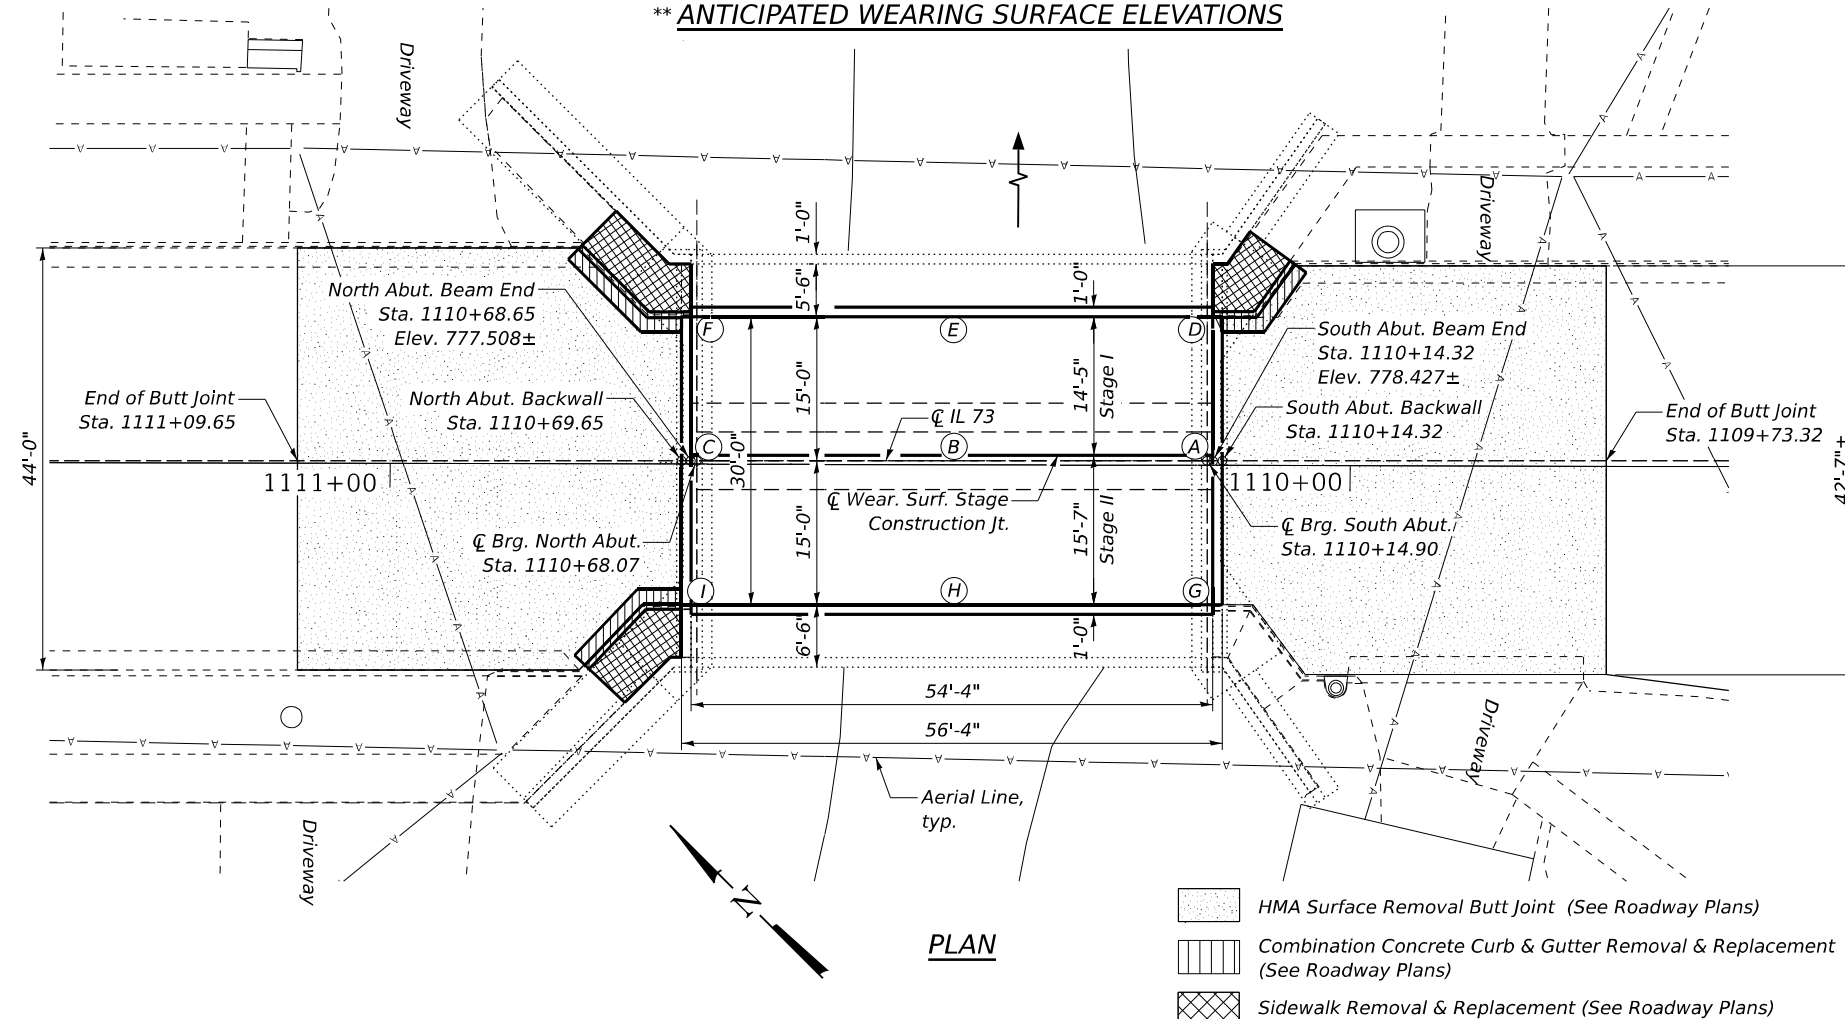 ** ANTICIPATED WEARING SURFACE ELEVATIONS
Driveway
Driveway
1'-0"
5'-6"
1'-0"
North Abut. Beam End
Sta. 1110+68.65
Elev. 777.508±
F
E
D
South Abut. Beam End
Sta. 1110+14.32
Elev. 778.427±
End of Butt Joint
Sta. 1111+09.65
North Abut. Backwall
Sta. 1110+69.65
15'-0"
14'-5"
Stage I
South Abut. Backwall
Sta. 1110+14.32
End of Butt Joint
Sta. 1109+73.32
℄ IL 73
C
B
A
44'-0"
30'-0"
42'-7"±
1111+00
1110+00
℄ Wear. Surf. Stage
Construction Jt.
15'-0"
15'-7"
Stage II
℄ Brg. North Abut.
Sta. 1110+68.07
℄ Brg. South Abut.
Sta. 1110+14.90
I
H
G
6'-6"
1'-0"
54'-4"
56'-4"
Driveway
Driveway
Aerial Line,
typ.
N
PLAN
HMA Surface Removal Butt Joint (See Roadway Plans)
Combination Concrete Curb & Gutter Removal & Replacement
(See Roadway Plans)
Sidewalk Removal & Replacement (See Roadway Plans)